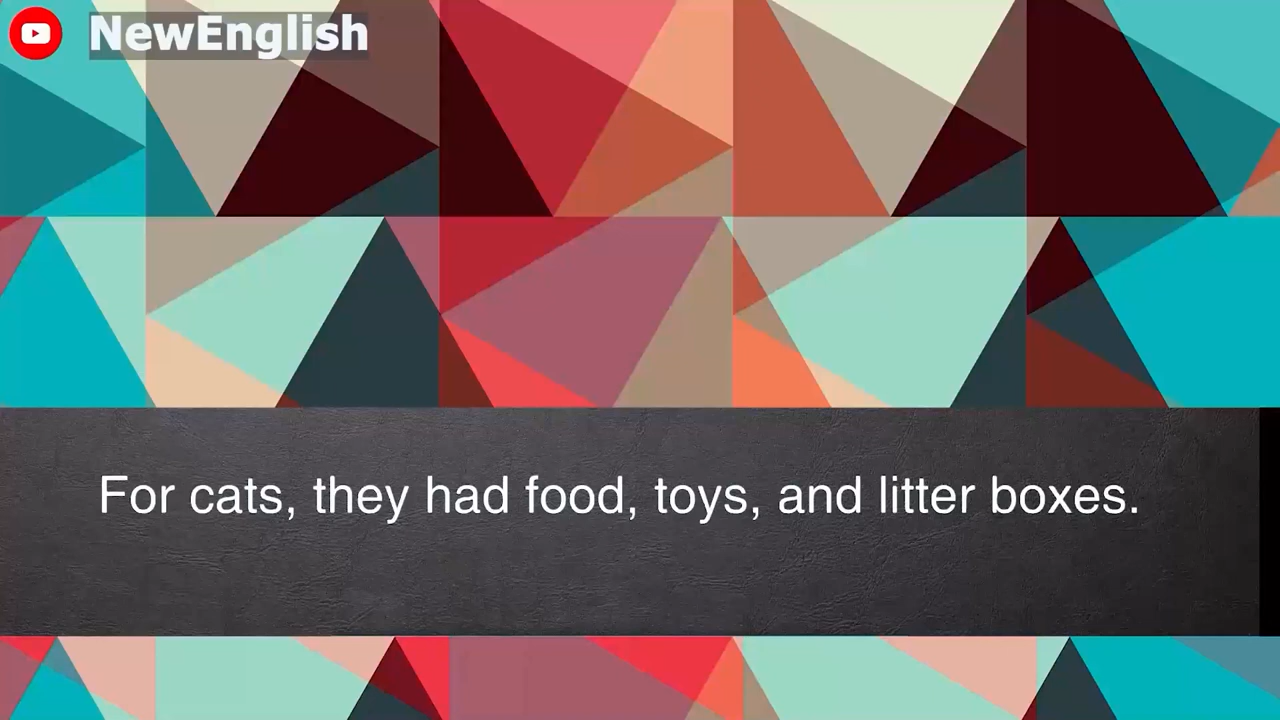 NewEnglish
For cats, they had food, toys, and litter boxes.